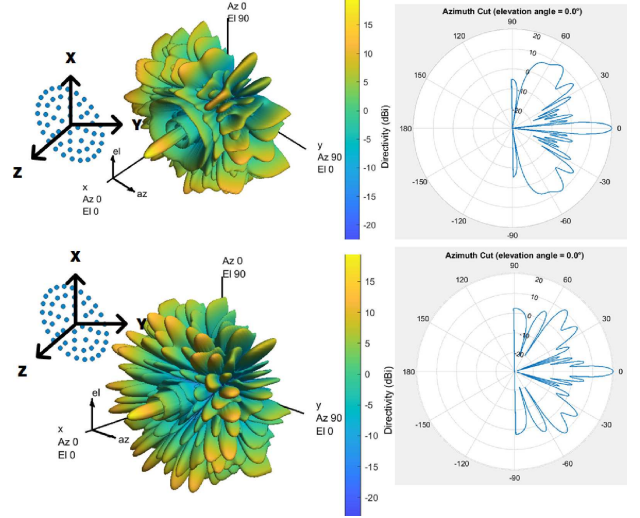 Az 0
El 90
X
Y
Z
el
az
x
Az 0
El 0
y
Az 90
El 0
15
10
5
0
-5
-10
-15
-20
Directivity (dBi)
Azimuth Cut (elevation angle = 0.0°)
90
120
60
150
30
180
0
-150
-30
-120
-60
-90
20
10
0
-10
-20
Az 0
El 90
X
Y
Z
el
az
x
Az 0
El 0
y
Az 90
El 0
15
10
5
0
-5
-10
-15
-20
Directivity (dBi)
Azimuth Cut (elevation angle = 0.0°)
90
120
60
150
30
180
0
-150
-30
-120
-60
-90
20
10
0